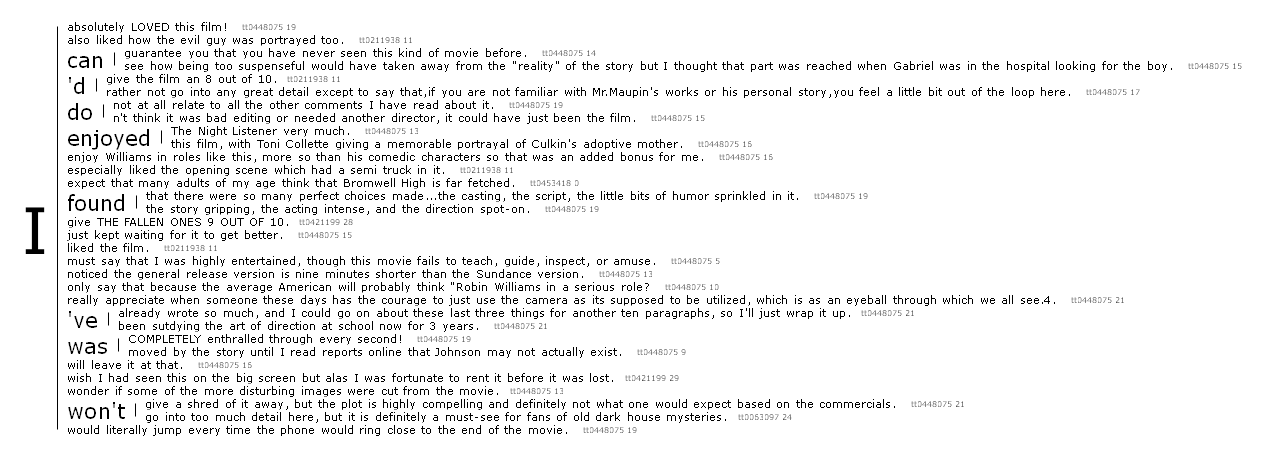 I
absolutely LOVED this film! tt0448075 19
also liked how the evil guy was portrayed too. tt0211938 11
can
guarantee you that you have never seen this kind of movie before. tt0448075 14
see how being too suspenseful would have taken away from the "reality" of the story but I thought that part was reached when Gabriel was in the hospital looking for the boy. tt0448075 15
'd
give the film an 8 out of 10. tt0211938 11
rather not go into any great detail except to say that,if you are not familiar with Mr.Maupin's works or his personal story,you feel a little bit out of the loop here. tt0448075 17
do
not at all relate to all the other comments I have read about it. tt0448075 19
n't think it was bad editing or needed another director, it could have just been the film. tt0448075 15
enjoyed
The Night Listener very much. tt0448075 13
this film, with Toni Collette giving a memorable portrayal of Culkin's adoptive mother. tt0448075 16
enjoy Williams in roles like this, more so than his comedic characters so that was an added bonus for me. tt0448075 16
especially liked the opening scene which had a semi truck in it. tt0211938 11
expect that many adults of my age think that Bromwell High is far fetched. tt0453418 0
found
that there were so many perfect choices made...the casting, the script, the little bits of humor sprinkled in it. tt0448075 19
the story gripping, the acting intense, and the direction spot-on. tt0448075 19
give THE FALLEN ONES 9 OUT OF 10. tt0421199 28
just kept waiting for it to get better. tt0448075 15
liked the film. tt0211938 11
must say that I was highly entertained, though this movie fails to teach, guide, inspect, or amuse. tt0448075 5
noticed the general release version is nine minutes shorter than the Sundance version. tt0448075 13
only say that because the average American will probably think "Robin Williams in a serious role? tt0448075 10
really appreciate when someone these days has the courage to just use the camera as its supposed to be utilized, which is as an eyeball through which we all see.4. tt0448075 21
've
already wrote so much, and I could go on about these last three things for another ten paragraphs, so I'll just wrap it up. tt0448075 21
been sutdying the art of direction at school now for 3 years. tt0448075 21
was
COMPLETELY enthralled through every second! tt0448075 19
moved by the story until I read reports online that Johnson may not actually exist. tt0448075 9
will leave it at that. tt0448075 16
wish I had seen this on the big screen but alas I was fortunate to rent it before it was lost. tt0421199 29
wonder if some of the more disturbing images were cut from the movie. tt0448075 13
won't
give a shred of it away, but the plot is highly compelling and definitely not what one would expect based on the commercials. tt0448075 21
go into too much detail here, but it is definitely a must-see for fans of old dark house mysteries. tt0053097 24
would literally jump every time the phone would ring close to the end of the movie. tt0448075 19